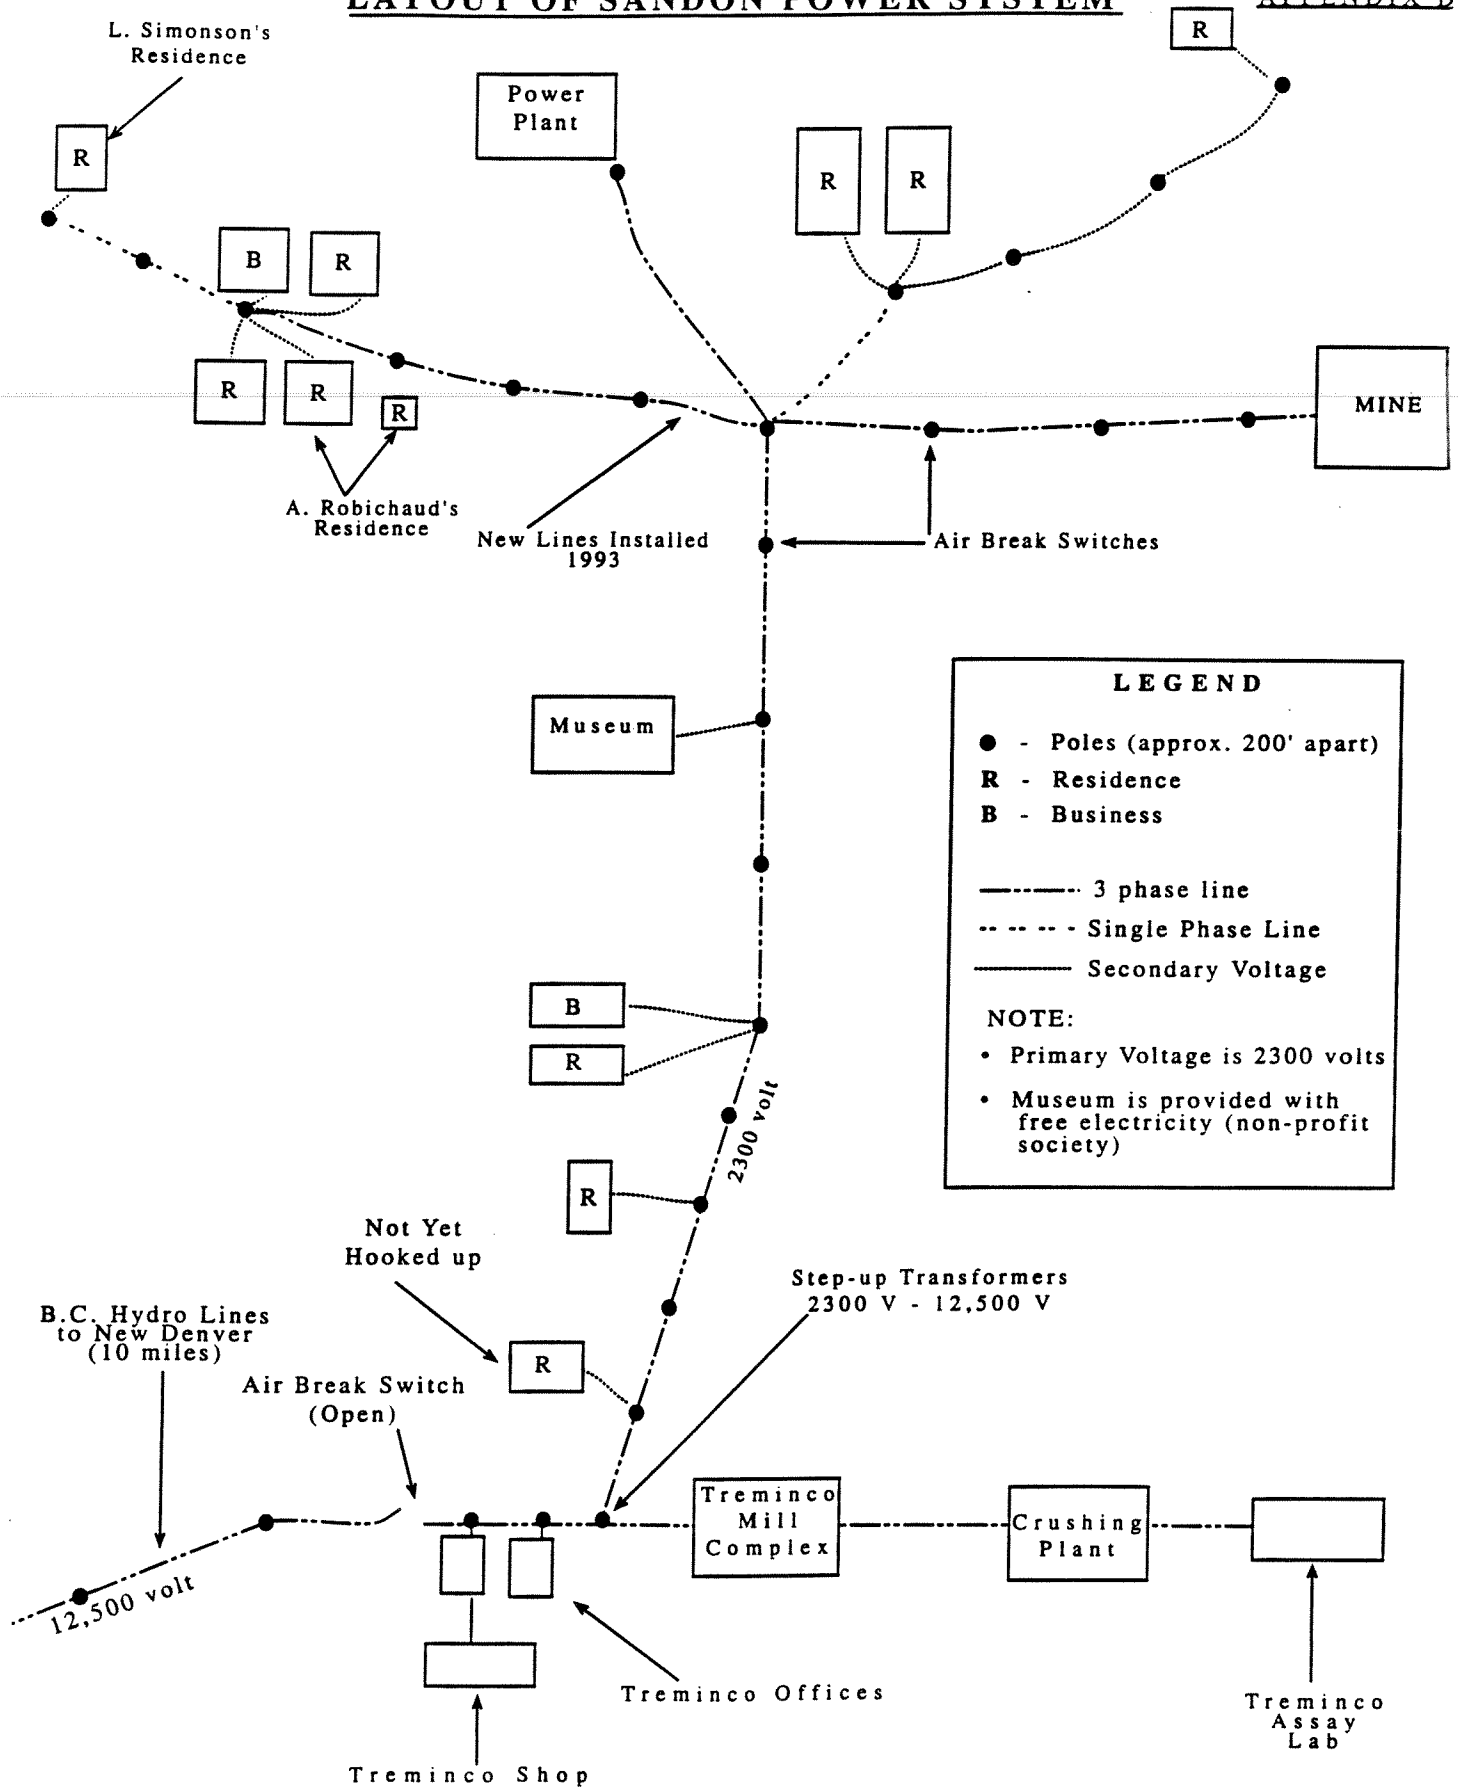 LAYOUT OF SANDON POWER SYSTEM
APPENDIX B
L. Simonson's
Residence
R
Power
Plant
R
R
R
B
R
R
R
R
MINE
A. Robichaud's
Residence
New Lines Installed
1993
Air Break Switches
Museum
LEGEND
- Poles (approx. 200' apart)
R - Residence
B - Business
3 phase line
Single Phase Line
Secondary Voltage
NOTE:
• Primary Voltage is 2300 volts
• Museum is provided with
free electricity (non-profit
society)
B
R
2300 volt
R
Not Yet
Hooked up
Step-up Transformers
2300 V - 12,500 V
B.C. Hydro Lines
to New Denver
(10 miles)
R
Air Break Switch
(Open)
Treminco
Mill
Complex
Crushing
Plant
12,500 volt
Treminco Offices
Treminco
Assay
Lab
Treminco Shop